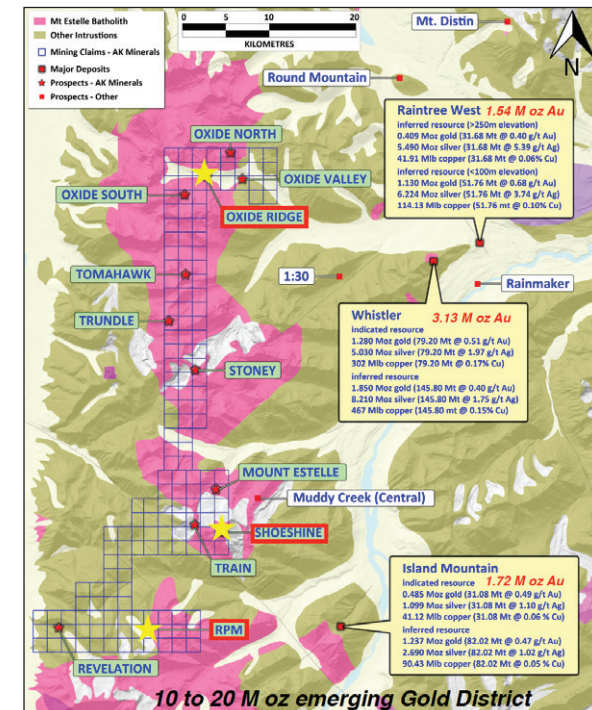 Mt Estelle Batholith
Other Intrustions
Mining Claims - AK Minerals
Major Deposits
Prospects - AK Minerals
Prospects - Other
0 5 10 20
KILOMETRES
Mt. Distin
N
Round Mountain
Raintree West 1.54 M oz Au
inferred resource (>250m elevation)
0.409 Moz gold (31.68 Mt @ 0.40 g/t Au)
5.490 Moz silver (31.68 Mt @ 5.39 g/t Ag)
41.91 Mlb copper (31.68 Mt @ 0.06% Cu)
inferred resource (<100m elevation)
1.130 Moz gold (51.76 Mt @ 0.68 g/t Au)
6.224 Moz silver (51.76 Mt @ 3.74 g/t Ag)
114.13 Mlb copper (51.76 mt @ 0.10% Cu)
OXIDE NORTH
OXIDE VALLEY
OXIDE SOUTH
OXIDE RIDGE
TOMAHAWK
1:30
Rainmaker
TRUNDLE
Whistler 3.13 M oz Au
indicated resource
1.280 Moz gold (79.20 Mt @ 0.51 g/t Au)
5.030 Moz silver (79.20 Mt @ 1.97 g/t Ag)
302 Mlb copper (79.20 Mt @ 0.17% Cu)
inferred resource
1.850 Moz gold (145.80 Mt @ 0.40 g/t Au)
8.210 Moz silver (145.80 Mt @ 1.75 g/t Ag)
467 Mlb copper (145.80 mt @ 0.15% Cu)
STONEY
MOUNT ESTELLE
Muddy Creek (Central)
SHOESHINE
TRAIN
Island Mountain
indicated resource 1.72 M oz Au
0.485 Moz gold (31.08 Mt @ 0.49 g/t Au)
1.099 Moz silver (31.08 Mt @ 1.10 g/t Ag)
41.12 Mlb copper (31.08 Mt @ 0.06 % Cu)
inferred resource
1.237 Moz gold (82.02 Mt @ 0.47 g/t Au)
2.690 Moz silver (82.02 Mt @ 1.02 g/t Ag)
90.43 Mlb copper (82.02 Mt @ 0.05 % Cu)
RPM
REVELATION
10 to 20 M oz emerging Gold District